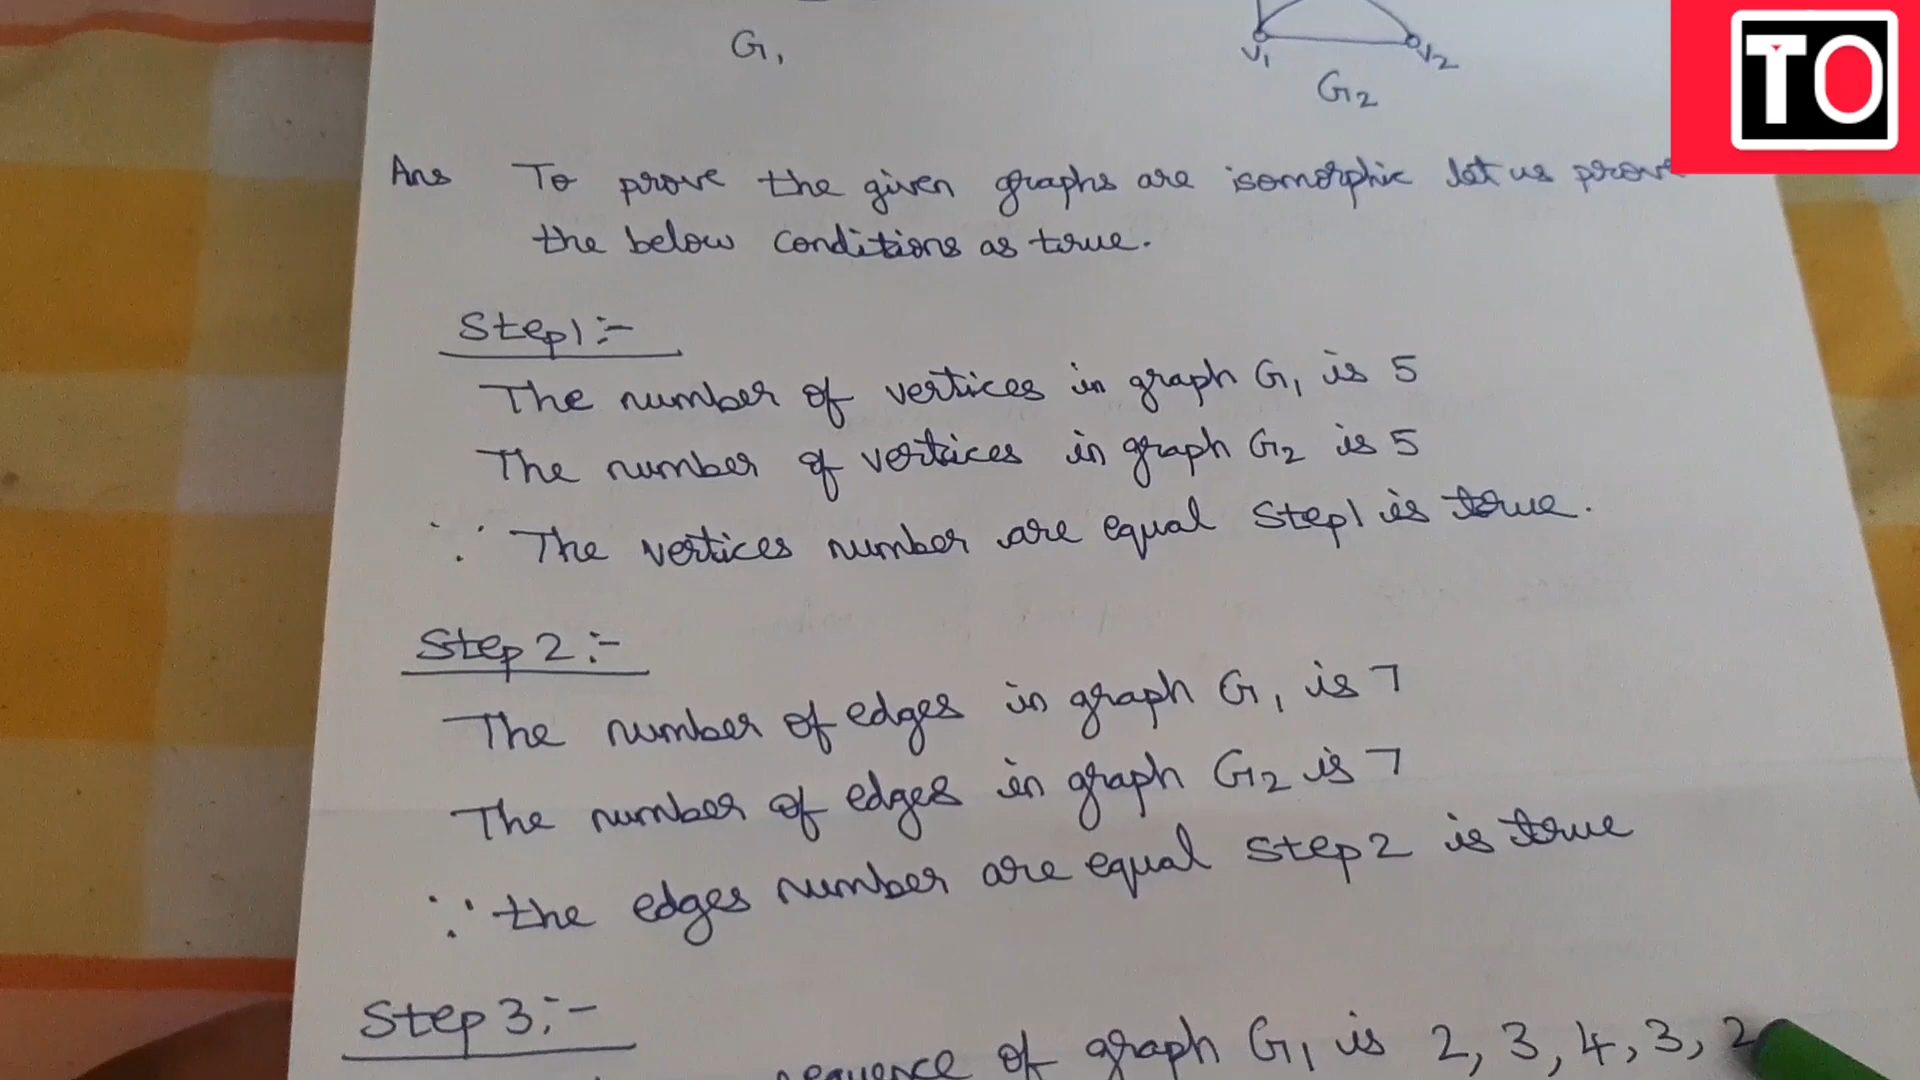 TO
G1
V1
V2
G2
Ans To prove the given graphs are isomorphic let us prove
the below conditions as true.
Step1:-
The number of vertices in graph G1 is 5
The number of vertices in graph G2 is 5
∵ The vertices number are equal Step1 is true.
Step 2:-
The number of edges in graph G1 is 7
The number of edges in graph G2 is 7
∵ the edges number are equal step 2 is true
Step 3:-
sequence of graph G1 is 2, 3, 4, 3, 2